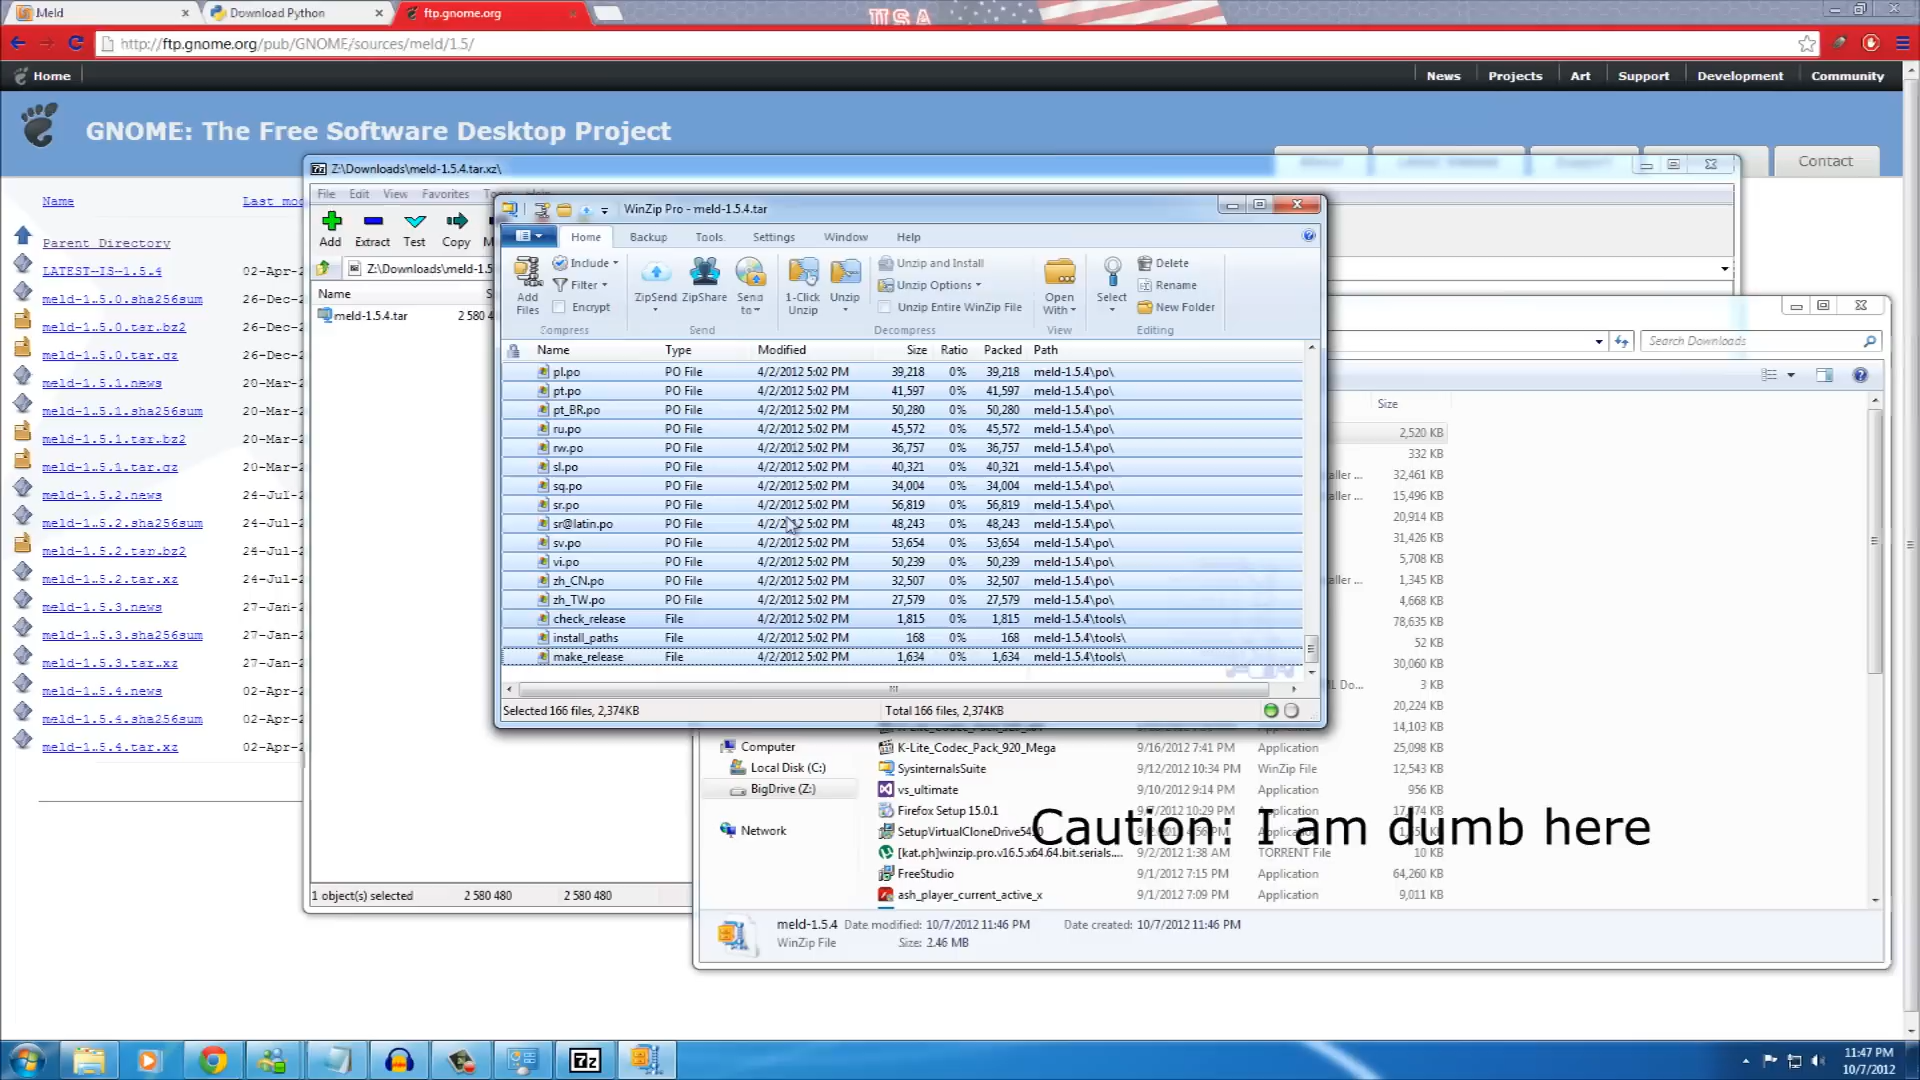 Meld
Download Python
ftp.gnome.org
USA
http://ftp.gnome.org/pub/GNOME/sources/meld/1.5/
Home News Projects Art Support Development Community
GNOME: The Free Software Desktop Project
Contact
Name
Parent Directory
LATEST-IS-1.5.4 02-Apr-2
meld-1.5.0.sha256sum 26-Dec-
meld-1.5.0.tar.bz2 26-Dec-
meld-1.5.0.tar.gz 26-Dec-
meld-1.5.1.news 20-Mar-
meld-1.5.1.sha256sum 20-Mar-
meld-1.5.1.tar.bz2 20-Mar-
meld-1.5.1.tar.gz 20-Mar-
meld-1.5.2.news 24-Jul-
meld-1.5.2.sha256sum 24-Jul-
meld-1.5.2.tar.bz2 24-Jul-
meld-1.5.2.tar.xz 24-Jul-
meld-1.5.3.news 27-Jan-
meld-1.5.3.sha256sum 27-Jan-
meld-1.5.3.tar.xz 27-Jan-
meld-1.5.4.news 02-Apr-2
meld-1.5.4.sha256sum 02-Apr-2
meld-1.5.4.tar.xz 02-Apr-2
Z:\Downloads\meld-1.5.4.tar.xz\
File Edit View Favorites
Add Extract Test Copy
Z:\Downloads\meld-1.5
Name
meld-1.5.4.tar 2 580 4
1 object(s) selected 2 580 480 2 580 480
WinZip Pro - meld-1.5.4.tar
Home Backup Tools Settings Window Help
Add Files
Include
Filter
Encrypt
Compress
ZipSend ZipShare Send to
Send
1-Click Unzip
Unzip
Unzip and Install
Unzip Options
Unzip Entire WinZip File
Decompress
Open With
View
Select
Delete
Rename
New Folder
Editing
Name Type Modified Size Ratio Packed Path
pl.po PO File 4/2/2012 5:02 PM 39,218 0% 39,218 meld-1.5.4\po\
pt.po PO File 4/2/2012 5:02 PM 41,597 0% 41,597 meld-1.5.4\po\
pt_BR.po PO File 4/2/2012 5:02 PM 50,280 0% 50,280 meld-1.5.4\po\
ru.po PO File 4/2/2012 5:02 PM 45,572 0% 45,572 meld-1.5.4\po\
rw.po PO File 4/2/2012 5:02 PM 36,757 0% 36,757 meld-1.5.4\po\
sl.po PO File 4/2/2012 5:02 PM 40,321 0% 40,321 meld-1.5.4\po\
sq.po PO File 4/2/2012 5:02 PM 34,004 0% 34,004 meld-1.5.4\po\
sr.po PO File 4/2/2012 5:02 PM 56,819 0% 56,819 meld-1.5.4\po\
sr@latin.po PO File 4/2/2012 5:02 PM 48,243 0% 48,243 meld-1.5.4\po\
sv.po PO File 4/2/2012 5:02 PM 53,654 0% 53,654 meld-1.5.4\po\
vi.po PO File 4/2/2012 5:02 PM 50,239 0% 50,239 meld-1.5.4\po\
zh_CN.po PO File 4/2/2012 5:02 PM 32,507 0% 32,507 meld-1.5.4\po\
zh_TW.po PO File 4/2/2012 5:02 PM 27,579 0% 27,579 meld-1.5.4\po\
check_release File 4/2/2012 5:02 PM 1,815 0% 1,815 meld-1.5.4\tools\
install_paths File 4/2/2012 5:02 PM 168 0% 168 meld-1.5.4\tools\
make_release File 4/2/2012 5:02 PM 1,634 0% 1,634 meld-1.5.4\tools\
Selected 166 files, 2,374KB Total 166 files, 2,374KB
Search Downloads
Size
2,520 KB
332 KB
ller ... 32,461 KB
15,496 KB
20,914 KB
31,426 KB
5,708 KB
aller ... 1,345 KB
4,668 KB
78,635 KB
52 KB
30,060 KB
L Do... 3 KB
20,224 KB
14,103 KB
Computer
Local Disk (C:)
BigDrive (Z:)
Network
K-Lite_Codec_Pack_920_Mega 9/16/2012 7:41 PM Application 25,098 KB
SysinternalsSuite 9/12/2012 10:34 PM WinZip File 12,543 KB
vs_ultimate 9/10/2012 9:14 PM Application 956 KB
Firefox Setup 15.0.1 9/7/2012 10:29 PM Application
SetupVirtualCloneDrive5450
[kat.ph]winzip.pro.v16.5.x64.64.bit.serials.... 9/2/2012 1:38 AM TORRENT File 10 KB
FreeStudio 9/1/2012 7:15 PM Application 64,260 KB
ash_player_current_active_x 9/1/2012 7:09 PM Application 9,011 KB
Caution: I am dumb here
meld-1.5.4 Date modified: 10/7/2012 11:46 PM Date created: 10/7/2012 11:46 PM
WinZip File Size: 2.46 MB
11:47 PM
10/7/2012